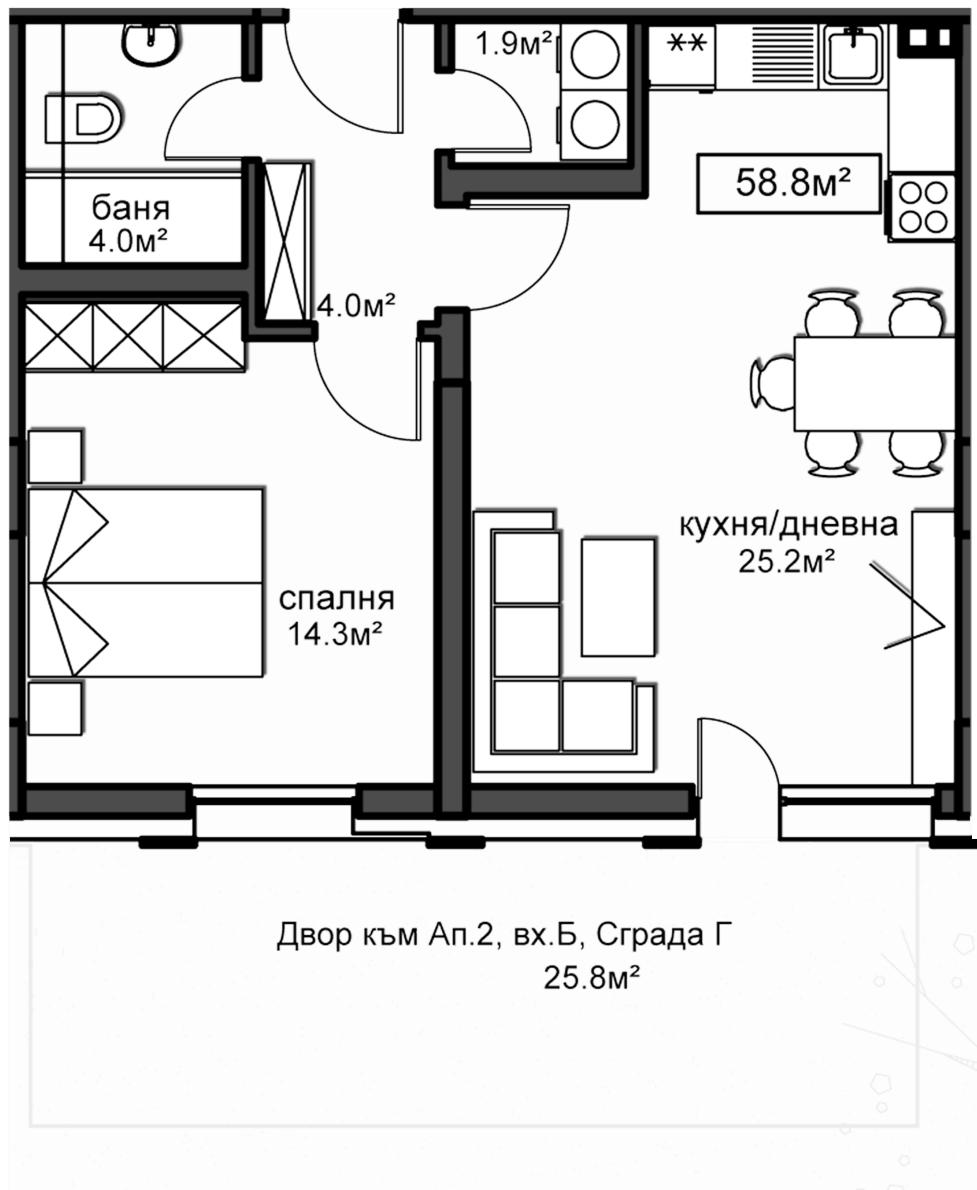 1.9м²
**
58.8м²
баня
4.0м²
4.0м²
кухня/дневна
25.2м²
спалня
14.3м²
Двор към Ап.2, вх.Б, Сграда Г
25.8м²